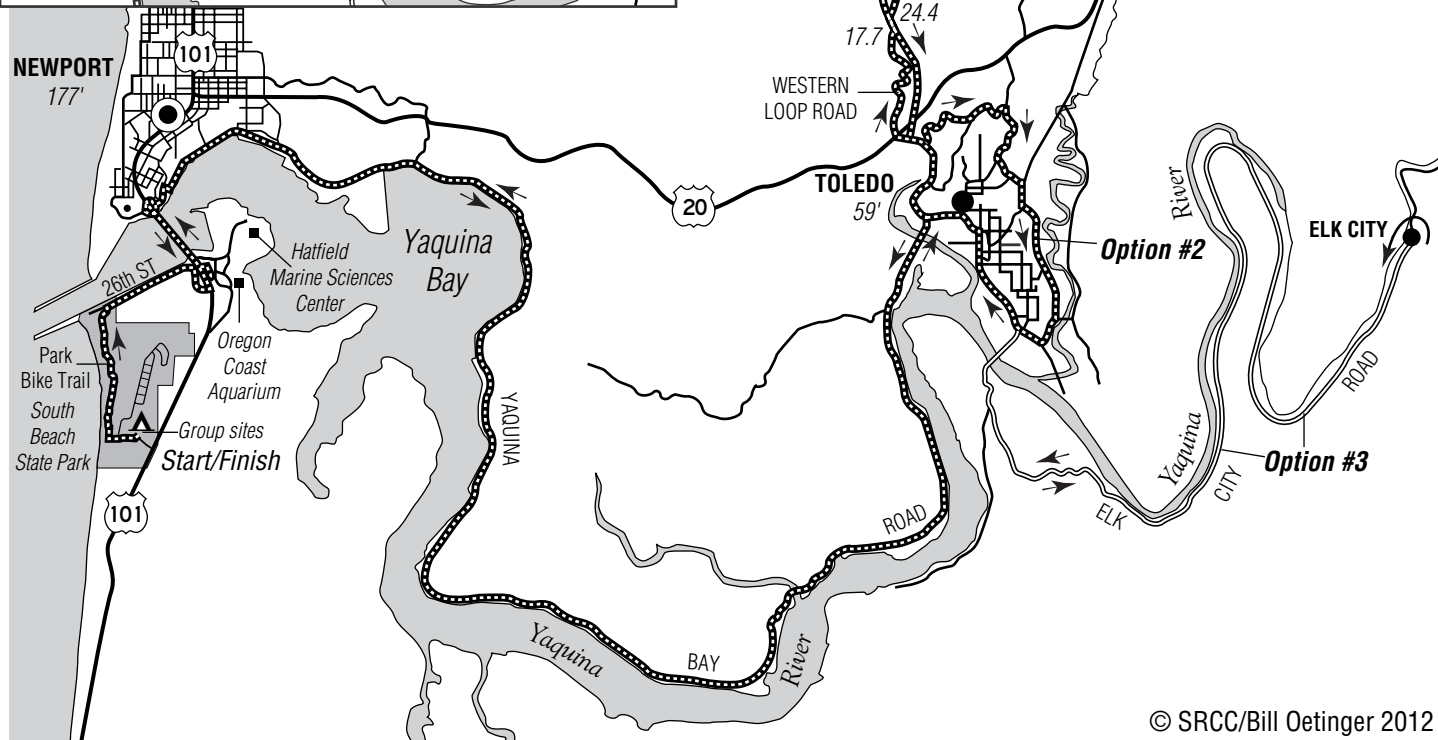 24.4
17.7
101
NEWPORT
177'
WESTERN
LOOP ROAD
TOLEDO
59'
20
River
ELK CITY
Option #2
Yaquina
Bay
Hatfield
Marine Sciences
Center
26th ST
Oregon
Coast
Aquarium
Park
Bike Trail
South
Beach
State Park
Group sites
Start/Finish
101
YAQUINA
ROAD
ROAD
Yaquina
CITY
Option #3
ELK
Yaquina
BAY
River
© SRCC/Bill Oetinger 2012